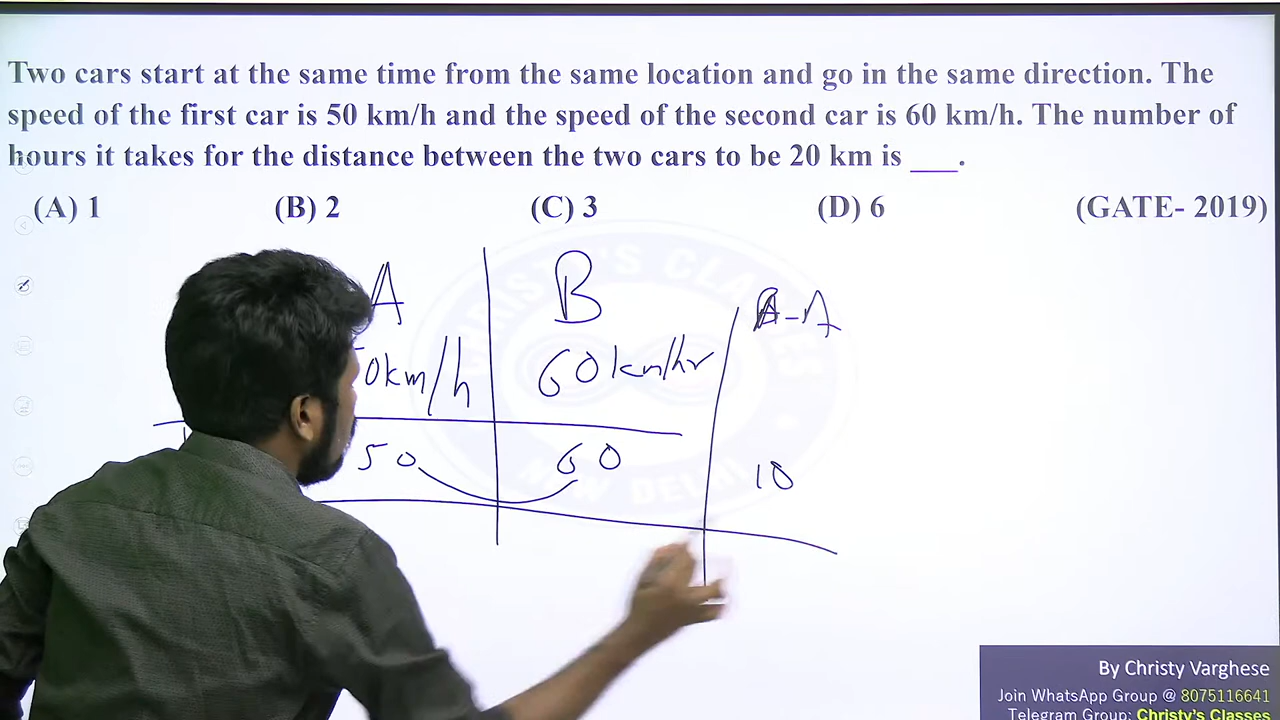 Two cars start at the same time from the same location and go in the same direction. The
speed of the first car is 50 km/h and the speed of the second car is 60 km/h. The number of
hours it takes for the distance between the two cars to be 20 km is ___.
(A) 1 (B) 2 (C) 3 (D) 6 (GATE- 2019)
A B B-A
0km/h 60km/hr
50 60 10
NEW DELHI
By Christy Varghese
Join WhatsApp Group @ 8075116641
Telegram Group: Christy's Classes